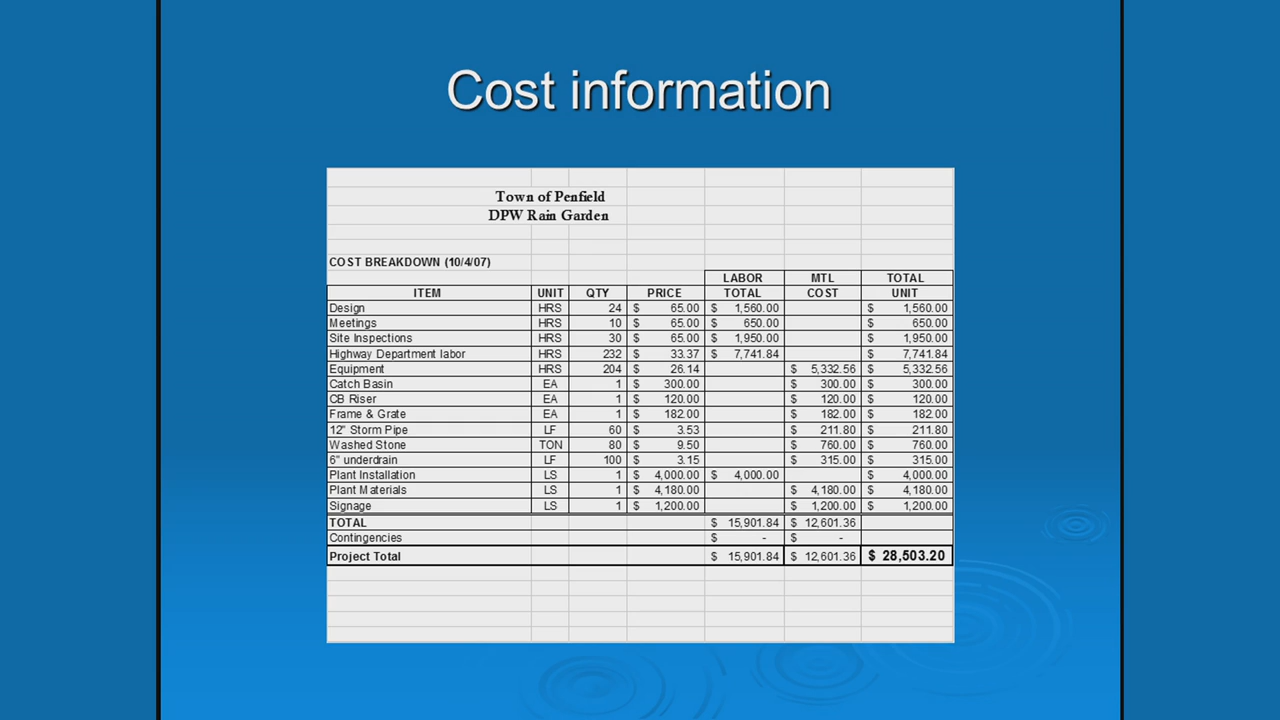 Cost information
Town of Penfield
DPW Rain Garden
COST BREAKDOWN (10/4/07)
LABOR MTL TOTAL
ITEM UNIT QTY PRICE TOTAL COST UNIT
Design HRS 24 $ 65.00 $ 1,560.00 $ 1,560.00
Meetings HRS 10 $ 65.00 $ 650.00 $ 650.00
Site Inspections HRS 30 $ 65.00 $ 1,950.00 $ 1,950.00
Highway Department labor HRS 232 $ 33.37 $ 7,741.84 $ 7,741.84
Equipment HRS 204 $ 26.14 $ 5,332.56 $ 5,332.56
Catch Basin EA 1 $ 300.00 $ 300.00 $ 300.00
CB Riser EA 1 $ 120.00 $ 120.00 $ 120.00
Frame & Grate EA 1 $ 182.00 $ 182.00 $ 182.00
12" Storm Pipe LF 60 $ 3.53 $ 211.80 $ 211.80
Washed Stone TON 80 $ 9.50 $ 760.00 $ 760.00
6" underdrain LF 100 $ 3.15 $ 315.00 $ 315.00
Plant Installation LS 1 $ 4,000.00 $ 4,000.00 $ 4,000.00
Plant Materials LS 1 $ 4,180.00 $ 4,180.00 $ 4,180.00
Signage LS 1 $ 1,200.00 $ 1,200.00 $ 1,200.00
TOTAL $ 15,901.84 $ 12,601.36
Contingencies $ - $ -
Project Total $ 15,901.84 $ 12,601.36 $ 28,503.20